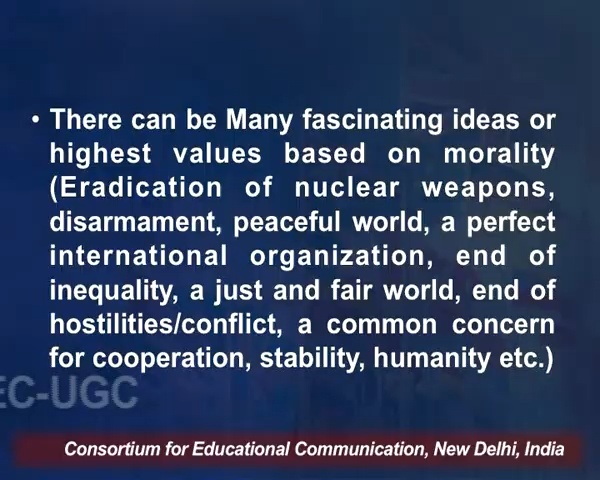 • There can be Many fascinating ideas or
highest values based on morality
(Eradication of nuclear weapons,
disarmament, peaceful world, a perfect
international organization, end of
inequality, a just and fair world, end of
hostilities/conflict, a common concern
for cooperation, stability, humanity etc.)
EC-UGC
Consortium for Educational Communication, New Delhi, India